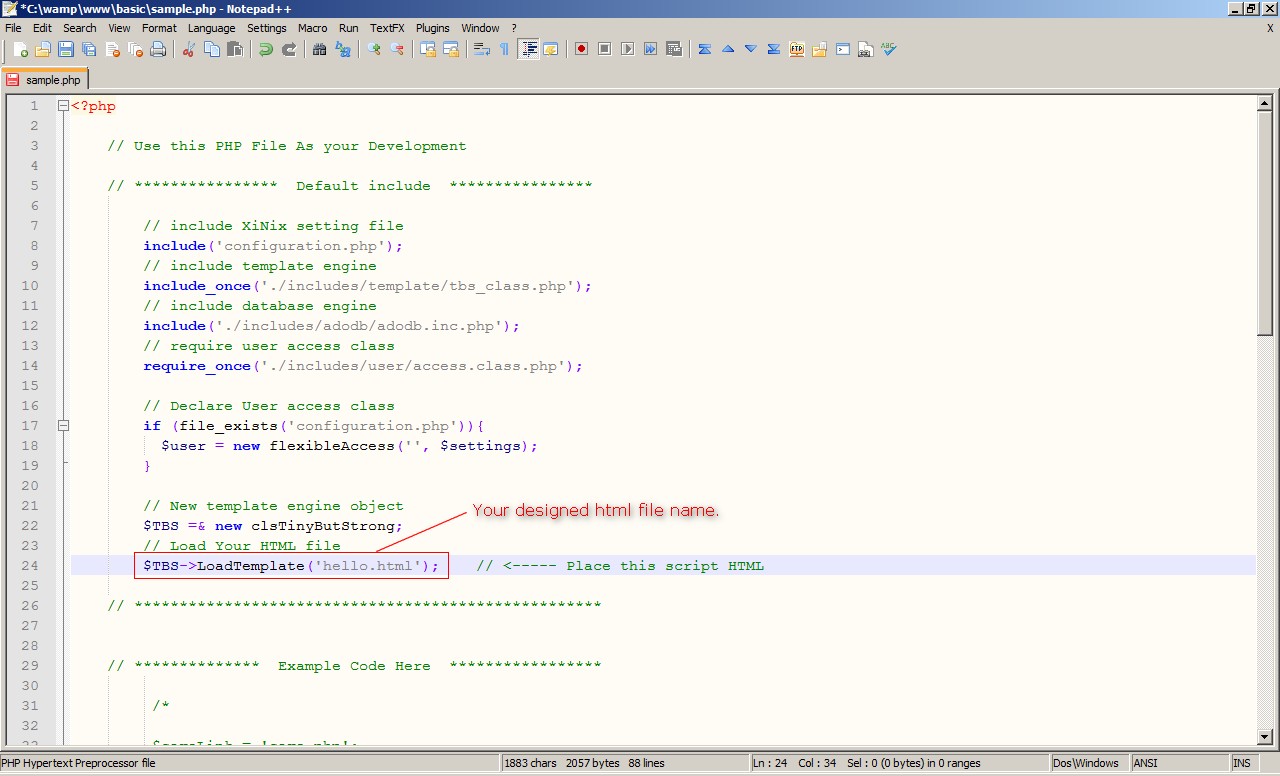 *C:\wamp\www\basic\sample.php - Notepad++
File Edit Search View Format Language Settings Macro Run TextFX Plugins Window ? X
sample.php
1 <?php
2
3 // Use this PHP File As your Development
4
5 // **************** Default include ****************
6
7 // include XiNix setting file
8 include('configuration.php');
9 // include template engine
10 include_once('./includes/template/tbs_class.php');
11 // include database engine
12 include('./includes/adodb/adodb.inc.php');
13 // require user access class
14 require_once('./includes/user/access.class.php');
15
16 // Declare User access class
17 if (file_exists('configuration.php')){
18 $user = new flexibleAccess('', $settings);
19 }
20
21 // New template engine object
Your designed html file name.
22 $TBS =& new clsTinyButStrong;
23 // Load Your HTML file
24 $TBS->LoadTemplate('hello.html'); // <----- Place this script HTML
25
26 // ****************************************************
27
28
29 // ************** Example Code Here *****************
30
31 /*
32
PHP Hypertext Preprocessor file 1883 chars 2057 bytes 88 lines Ln : 24 Col : 34 Sel : 0 (0 bytes) in 0 ranges Dos\Windows ANSI INS